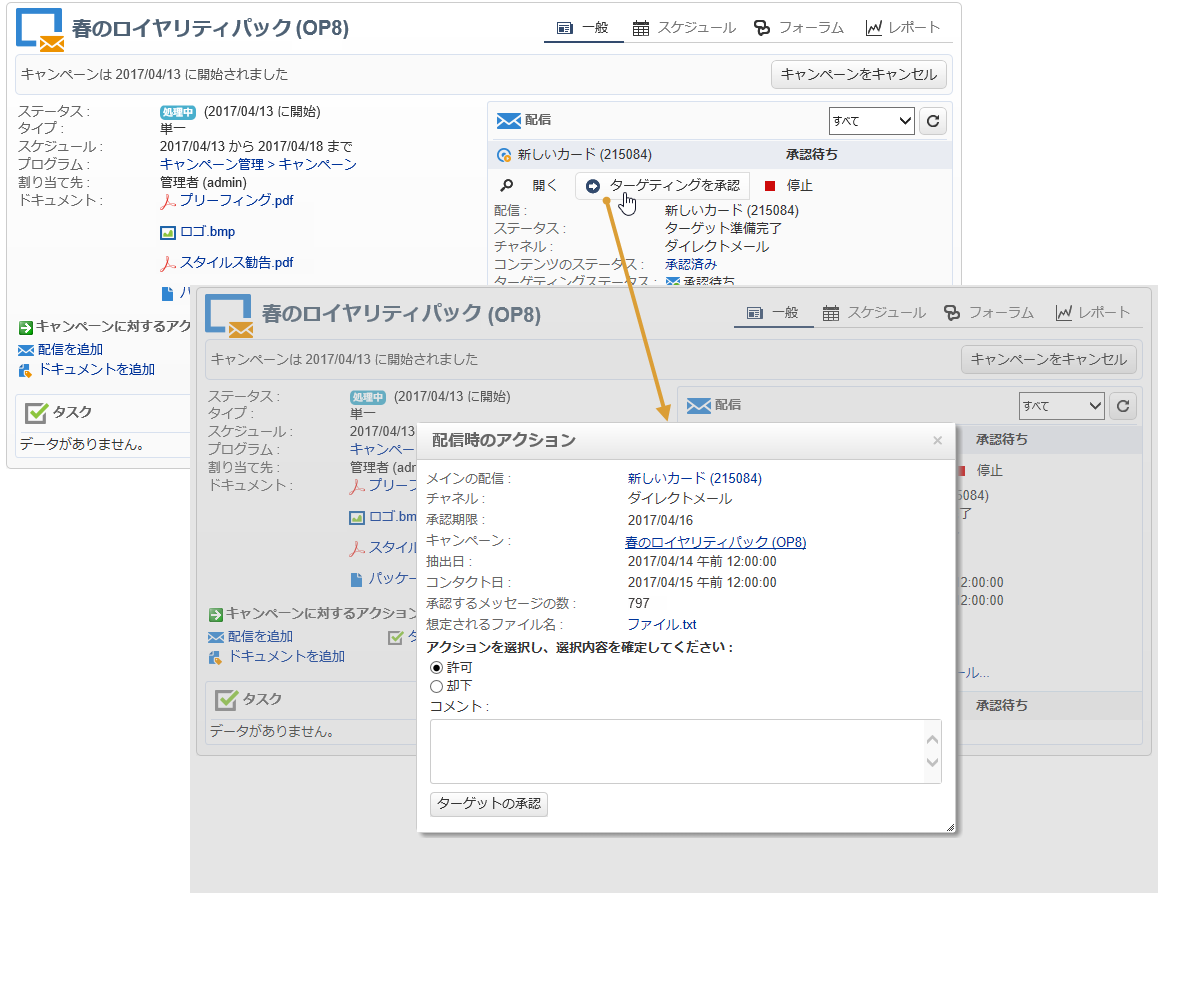 春のロイヤリティパック (OP8)
一般 スケジュール フォーラム レポート
キャンペーンは 2017/04/13 に開始されました
キャンペーンをキャンセル
ステータス : 処理中 (2017/04/13 に開始)
タイプ : 単一
スケジュール : 2017/04/13 から 2017/04/18 まで
プログラム : キャンペーン管理 > キャンペーン
割り当て先 : 管理者 (admin)
ドキュメント : プリーフィング.pdf
ロゴ.bmp
スタイルス勧告.pdf
キャンペーンに対するアク
配信を追加
ドキュメントを追加
タスク
データがありません。
配信 すべて
新しいカード (215084) 承認待ち
開く ターゲティングを承認 停止
配信 : 新しいカード (215084)
ステータス : ターゲット準備完了
チャネル : ダイレクトメール
コンテンツのステータス : 承認済み
ターゲティングステータス : 承認待ち
春のロイヤリティパック (OP8)
一般 スケジュール フォーラム レポート
キャンペーンは 2017/04/13 に開始されました
キャンペーンをキャンセル
ステータス : 処理中 (2017/04/13 に開始)
タイプ : 単一
スケジュール : 2017/04/13
プログラム : キャンペー
割り当て先 : 管理者 (adr
ドキュメント : プリーフ
ロゴ.bm
スタイル
パッケー
キャンペーンに対するアクション
配信を追加 タ
ドキュメントを追加
タスク
データがありません。
配信 すべて
承認待ち
停止
5084)
了
2:00:00
2:00:00
ール...
承認待ち
配信時のアクション ×
メインの配信 : 新しいカード (215084)
チャネル : ダイレクトメール
承認期限 : 2017/04/16
キャンペーン : 春のロイヤリティパック (OP8)
抽出日 : 2017/04/14 午前 12:00:00
コンタクト日 : 2017/04/15 午前 12:00:00
承認するメッセージの数 : 797
想定されるファイル名 : ファイル.txt
アクションを選択し、選択内容を確定してください :
許可
却下
コメント :
ターゲットの承認